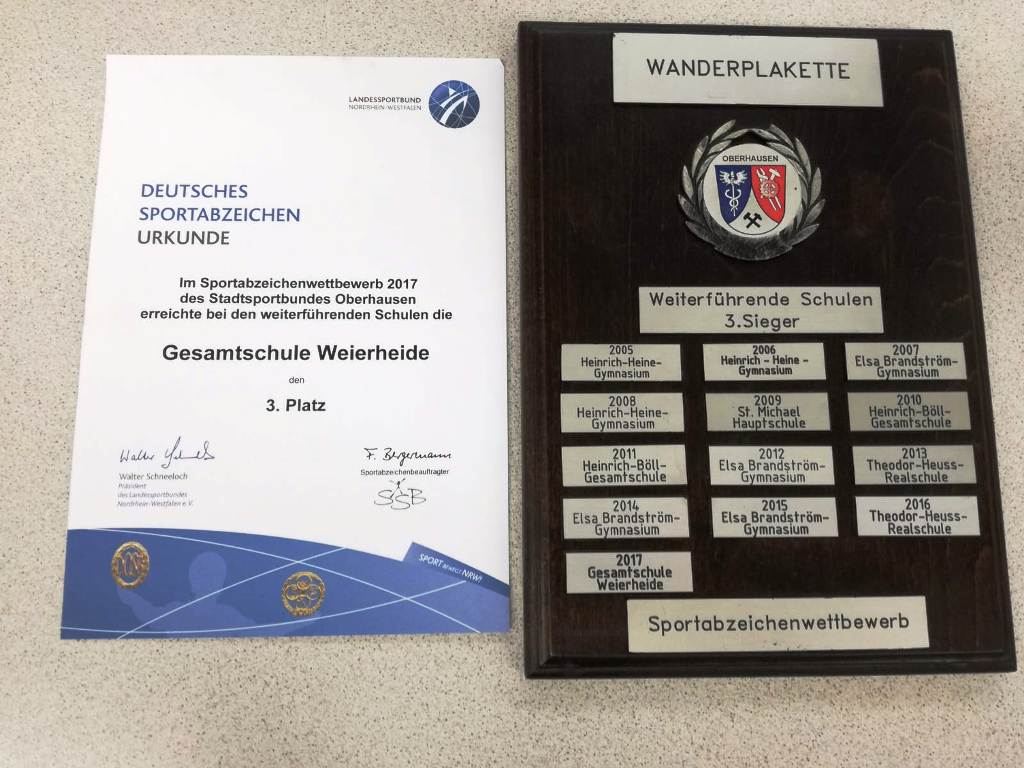 LANDESSPORTBUND
NORDRHEIN-WESTFALEN
DEUTSCHES
SPORTABZEICHEN
URKUNDE
Im Sportabzeichenwettbewerb 2017
des Stadtsportbundes Oberhausen
erreichte bei den weiterführenden Schulen die
Gesamtschule Weierheide
den
3. Platz
Walter Schneeloch
Präsident
des Landessportbundes
Nordrhein-Westfalen e.V.
F. Bergermann
Sportabzeichenbeauftragter
SSB
SPORT BEWEGT NRW!
WANDERPLAKETTE
OBERHAUSEN
Weiterführende Schulen
3.Sieger
2005
Heinrich-Heine-
Gymnasium
2006
Heinrich - Heine -
Gymnasium
2007
Elsa Brandström-
Gymnasium
2008
Heinrich-Heine-
Gymnasium
2009
St. Michael
Hauptschule
2010
Heinrich-Böll-
Gesamtschule
2011
Heinrich-Böll-
Gesamtschule
2012
Elsa Brandström-
Gymnasium
2013
Theodor-Heuss-
Realschule
2014
Elsa Brandström-
Gymnasium
2015
Elsa Brandström-
Gymnasium
2016
Theodor-Heuss-
Realschule
2017
Gesamtschule
Weierheide
Sportabzeichenwettbewerb